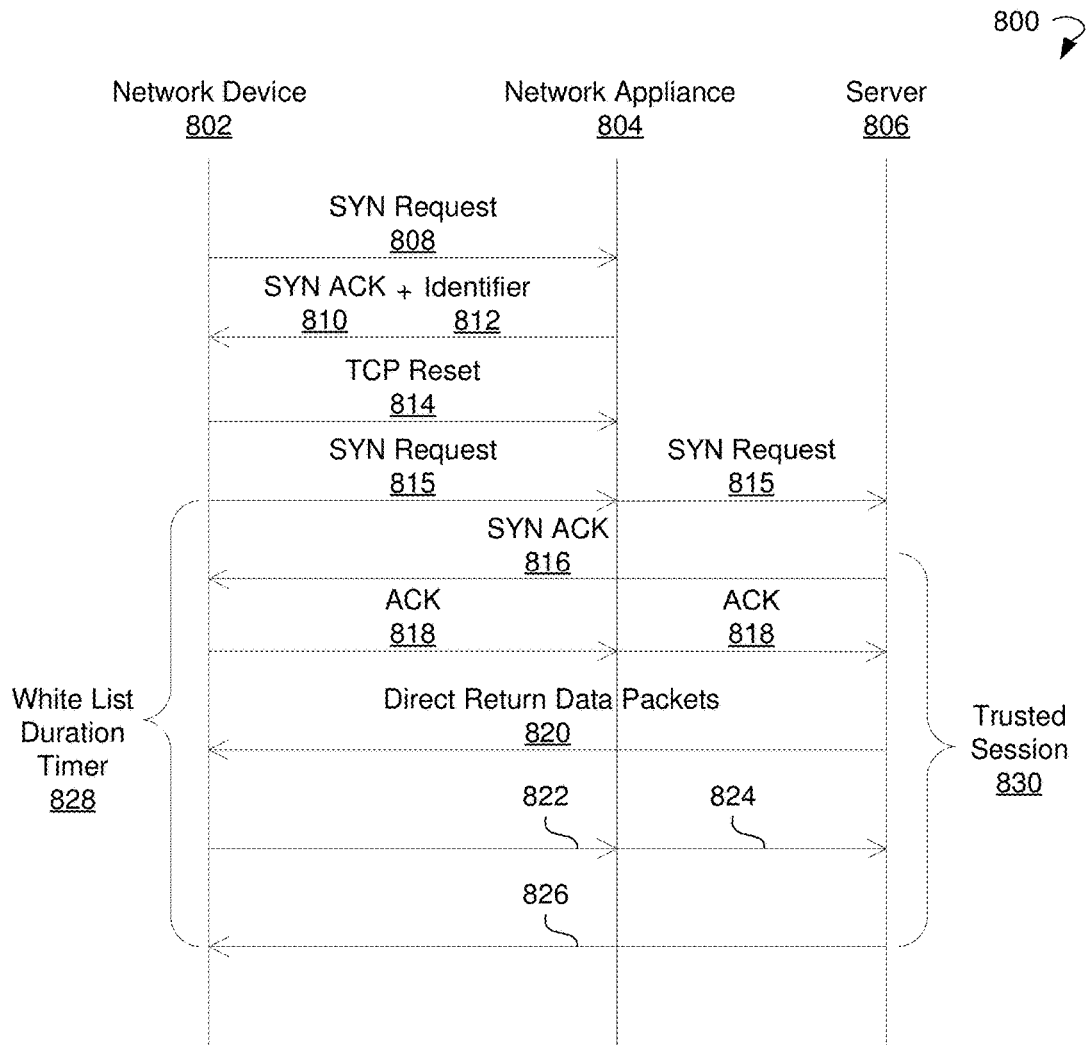 800
Network Device Network Appliance Server
802 804 806
SYN Request
808
SYN ACK + Identifier
810 812
TCP Reset
814
SYN Request SYN Request
815 815
SYN ACK
816
ACK ACK
818 818
Direct Return Data Packets
820
White List
Duration
Timer
828
Trusted
Session
830
822 824
826